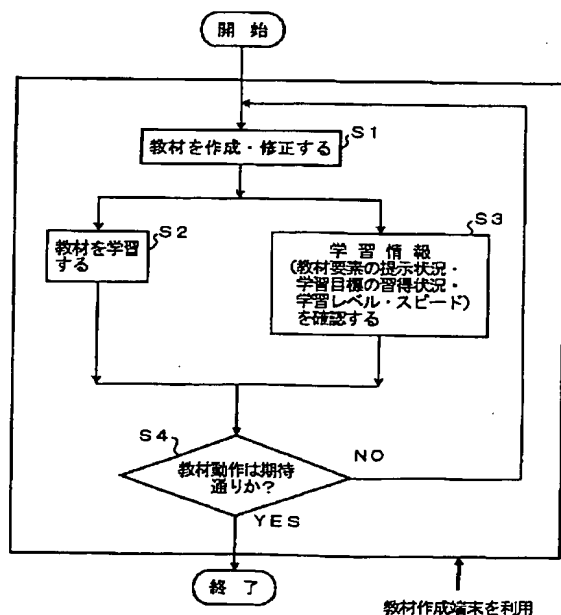 開 始
S1
教材を作成・修正する
S2
教材を学習
する
S3
学 習 情 報
(教材要素の提示状況・
学習目標の習得状況・
学習レベル・スピード)
を確認する
S4
教材動作は期待
通りか?
NO
YES
終 了
教材作成端末を利用